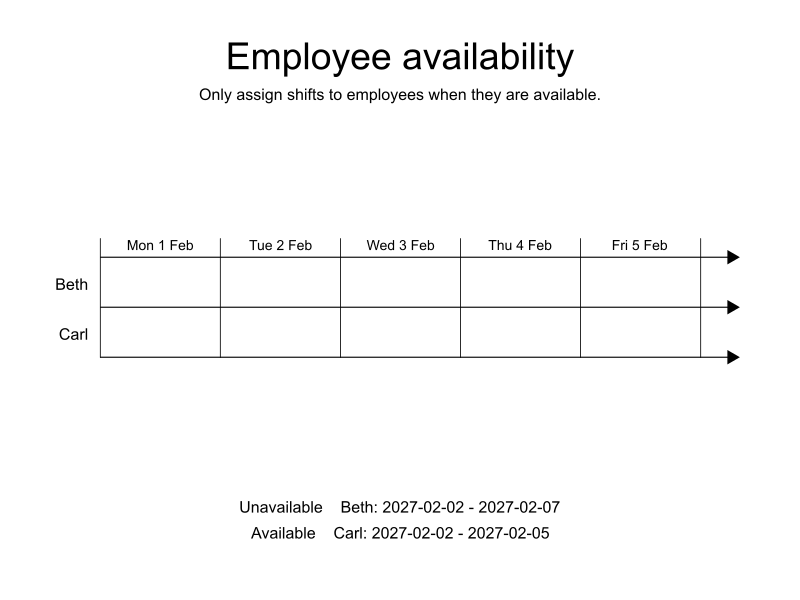 Employee availability
Only assign shifts to employees when they are available.
Mon 1 Feb Tue 2 Feb Wed 3 Feb Thu 4 Feb Fri 5 Feb
Beth
Carl
Unavailable Beth: 2027-02-02 - 2027-02-07
Available Carl: 2027-02-02 - 2027-02-05